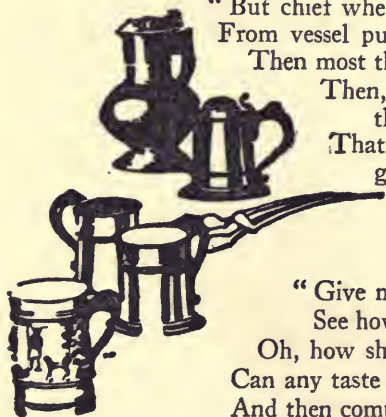 “ But chief whe
From vessel pu
Then most th
Then,
th
That
g
“ Give n
See how
Oh, how sh
Can any taste
And then com